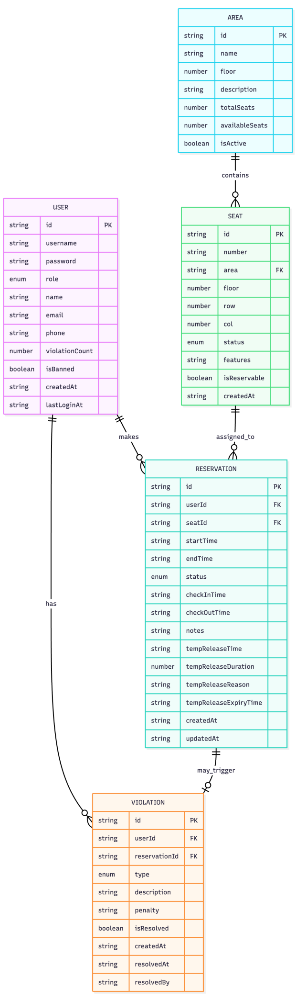 AREA
string id PK
string name
number floor
string description
number totalSeats
number availableSeats
boolean isActive
contains
USER
string id PK
string username
string password
enum role
string name
string email
string phone
number violationCount
boolean isBanned
string createdAt
string lastLoginAt
SEAT
string id PK
string number
string area FK
number floor
number row
number col
enum status
string features
boolean isReservable
string createdAt
makes
assigned_to
RESERVATION
string id PK
string userId FK
string seatId FK
string startTime
string endTime
enum status
string checkInTime
string checkOutTime
string notes
string tempReleaseTime
number tempReleaseDuration
string tempReleaseReason
string tempReleaseExpiryTime
string createdAt
string updatedAt
has
may_trigger
VIOLATION
string id PK
string userId FK
string reservationId FK
enum type
string description
string penalty
boolean isResolved
string createdAt
string resolvedAt
string resolvedBy